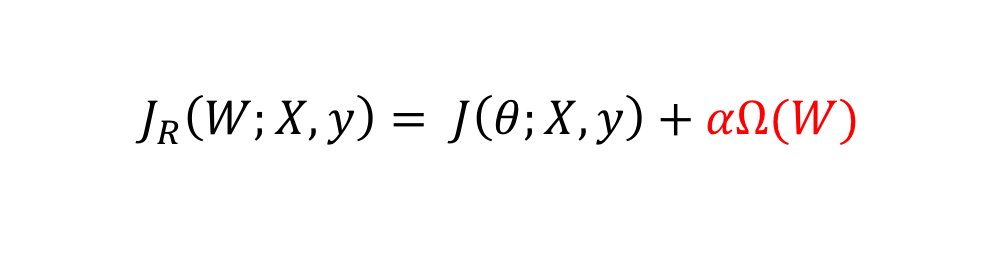 J_R(W; X, y) = J(θ; X, y) + αΩ(W)